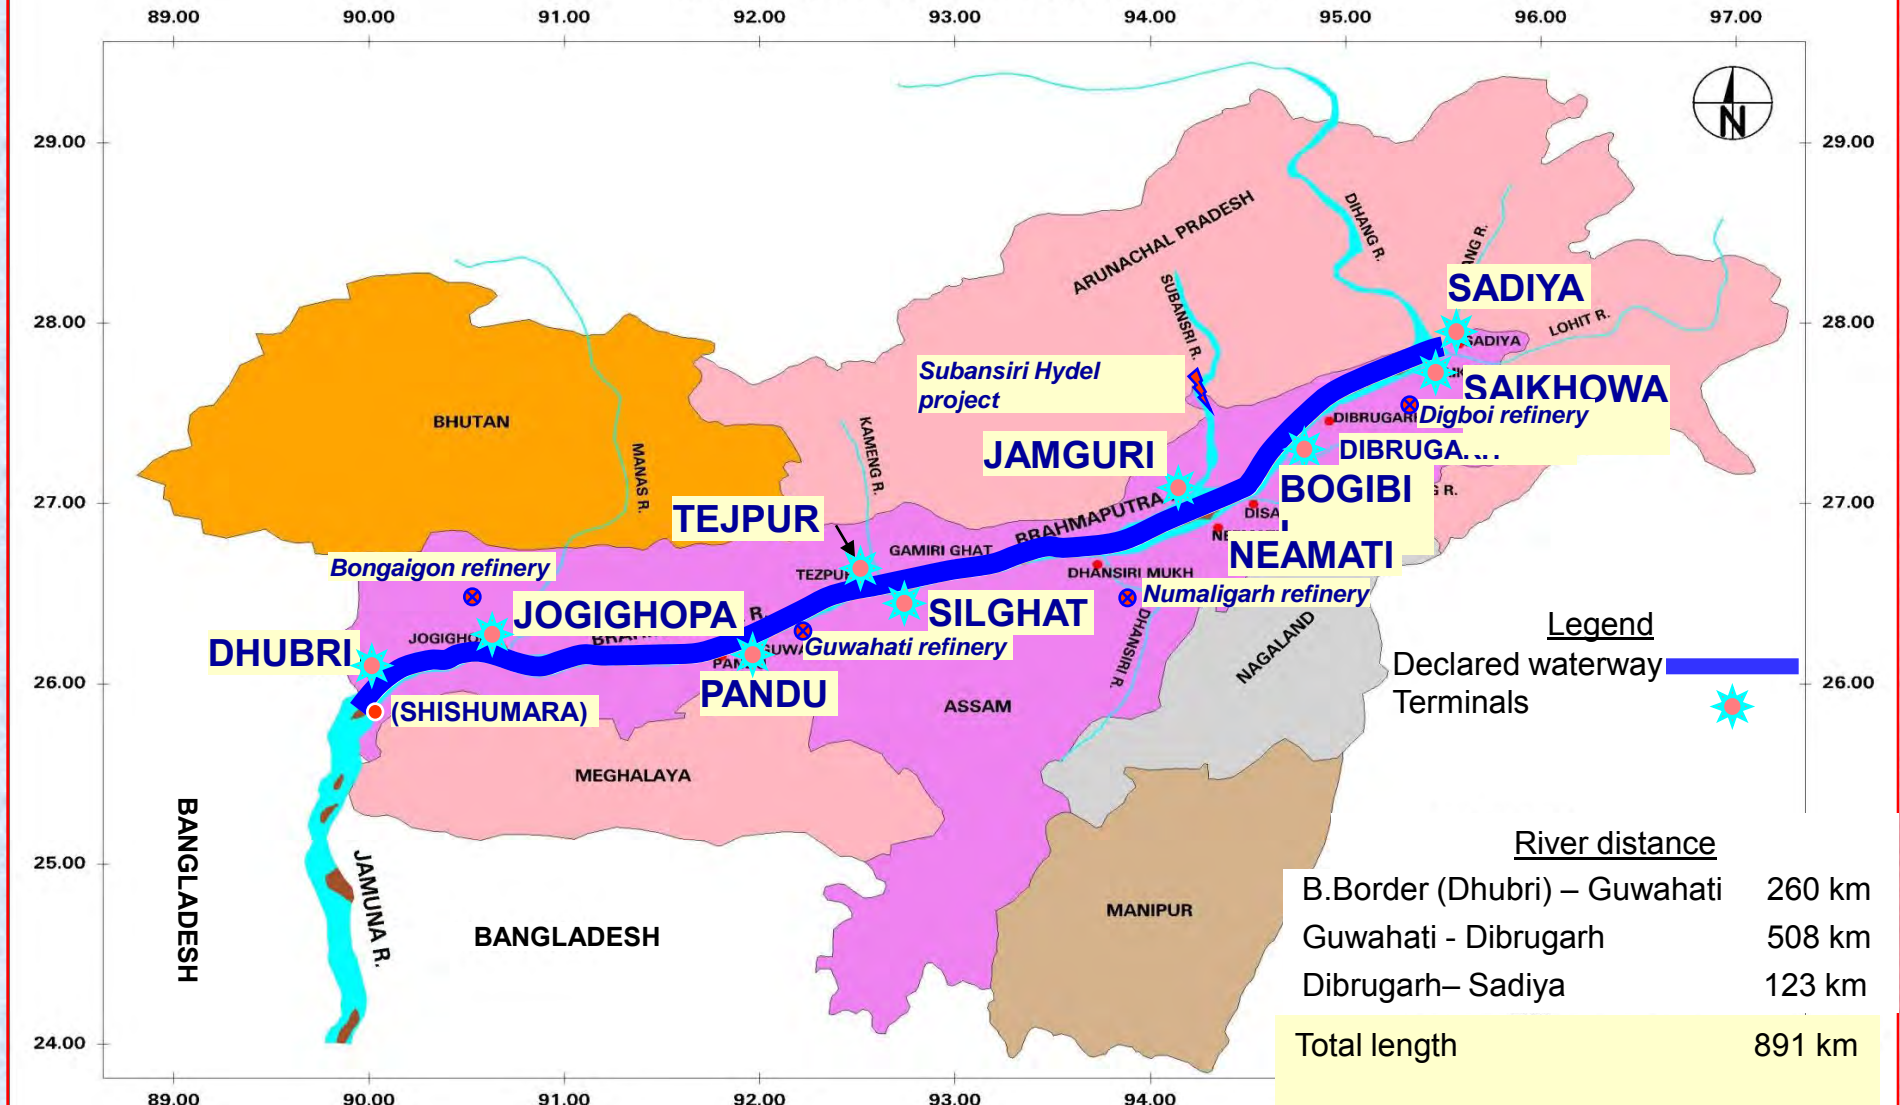 89.00 90.00 91.00 92.00 93.00 94.00 95.00 96.00 97.00
N
29.00 29.00
ARUNACHAL PRADESH
DIHANG R.
ANG R.
SADIYA
SUBANSRI R.
LOHIT R.
28.00 28.00
SADIYA
Subansiri Hydel
project
SAIKHOWA
Digboi refinery
DIBRUGAR
BHUTAN
MANAS R.
KAMENG R.
JAMGURI
DIBRUGARH
BOGIBI
27.00 27.00
G R.
TEJPUR
BRAHMAPUTRA
DISA
NE
NEAMATI
GAMIRI GHAT
Bongaigon refinery
TEZPU
DHANSIRI MUKH
Numaligarh refinery
JOGIGHOPA
SILGHAT
JOGIGHO
BRAH R.
DHUBRI
GUWA
Guwahati refinery
PAN
DHANSIRI R.
NAGALAND
Legend
Declared waterway
26.00 26.00
PANDU
Terminals
(SHISHUMARA)
ASSAM
MEGHALAYA
BANGLADESH
JAMUNA R.
25.00
River distance
B.Border (Dhubri) – Guwahati 260 km
MANIPUR
BANGLADESH
Guwahati - Dibrugarh 508 km
Dibrugarh– Sadiya 123 km
24.00
Total length 891 km
89.00 90.00 91.00 92.00 93.00 94.00